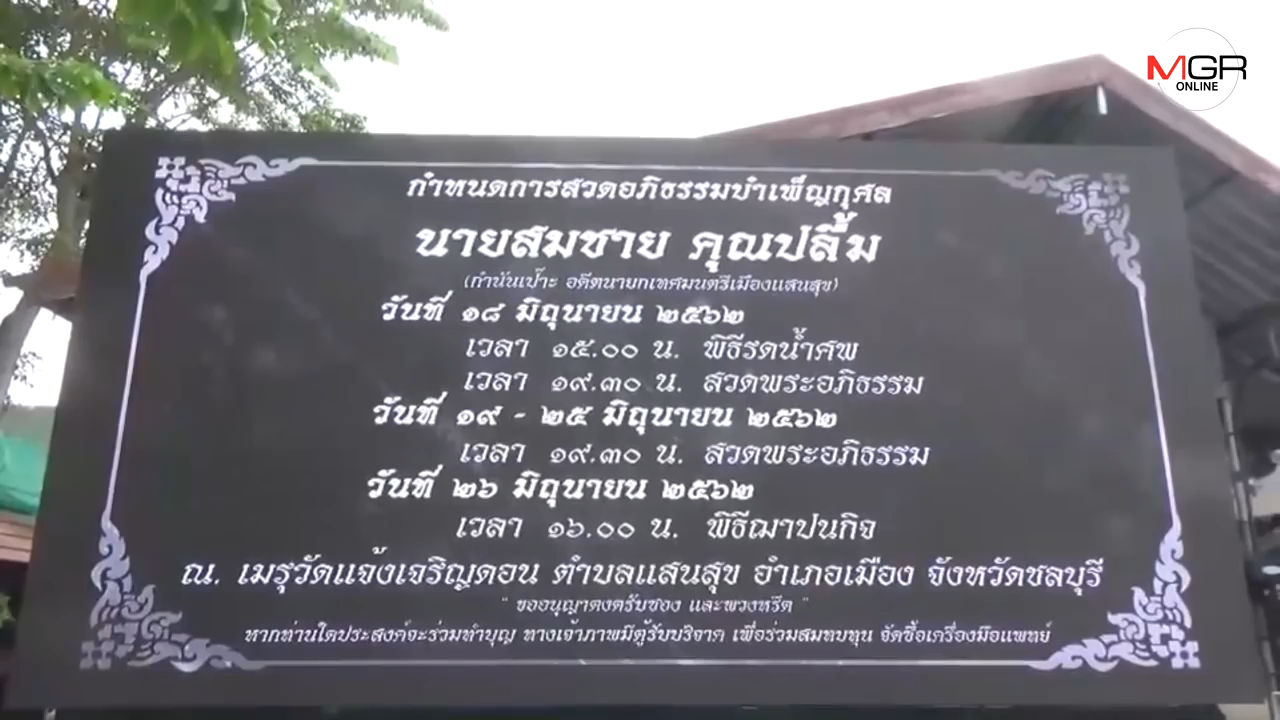 MGR
ONLINE
กำหนดการสวดอภิธรรมบำเพ็ญกุศล
นายสมชาย คุณปลื้ม
(กำนันเป๊าะ อดีตนายกเทศมนตรีเมืองแสนสุข)
วันที่ ๑๘ มิถุนายน ๒๕๖๒
เวลา ๑๕.๐๐ น. พิธีรดน้ำศพ
เวลา ๑๙.๓๐ น. สวดพระอภิธรรม
วันที่ ๑๙ - ๒๕ มิถุนายน ๒๕๖๒
เวลา ๑๙.๓๐ น. สวดพระอภิธรรม
วันที่ ๒๖ มิถุนายน ๒๕๖๒
เวลา ๑๖.๐๐ น. พิธีฌาปนกิจ
ณ. เมรุวัดแจ้งเจริญดอน ตำบลแสนสุข อำเภอเมือง จังหวัดชลบุรี
" ขออนุญาตงดรับซอง และพวงหรีด "
หากท่านใดประสงค์จะร่วมทำบุญ ทางเจ้าภาพมีตู้รับบริจาค เพื่อร่วมสมทบทุน จัดซื้อเครื่องมือแพทย์